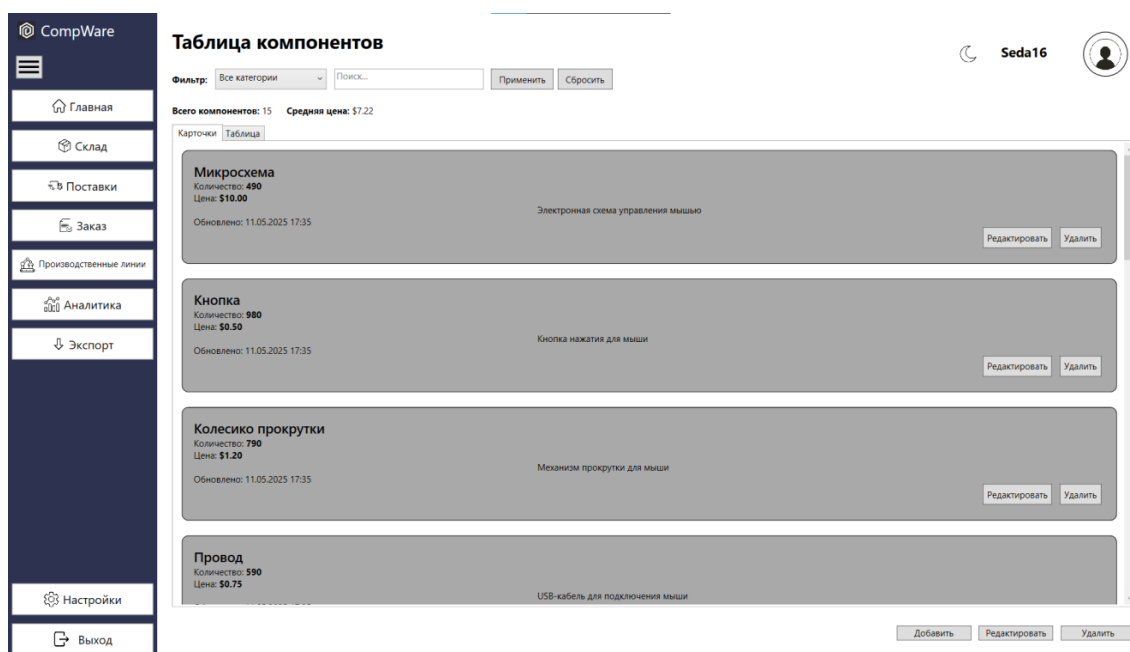 CompWare
Главная
Склад
Поставки
Заказ
Производственные линии
Аналитика
Экспорт
Настройки
Выход
Таблица компонентов
Seda16
Фильтр: Все категории Поиск... Применить Сбросить
Всего компонентов: 15 Средняя цена: $7.22
Карточки Таблица
Микросхема
Количество: 490
Цена: $10.00
Электронная схема управления мышью
Обновлено: 11.05.2025 17:35
Редактировать Удалить
Кнопка
Количество: 980
Цена: $0.50
Кнопка нажатия для мыши
Обновлено: 11.05.2025 17:35
Редактировать Удалить
Колесико прокрутки
Количество: 790
Цена: $1.20
Механизм прокрутки для мыши
Обновлено: 11.05.2025 17:35
Редактировать Удалить
Провод
Количество: 590
Цена: $0.75
USB-кабель для подключения мыши
Добавить Редактировать Удалить